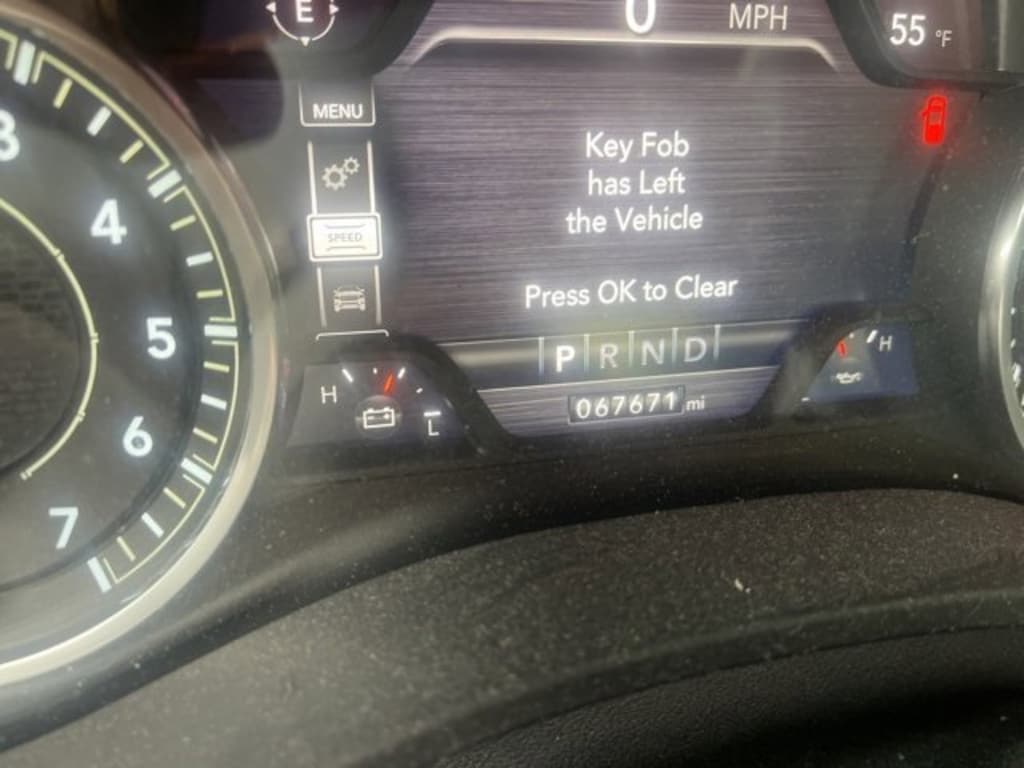 E
0 MPH
55 °F
MENU
3
4
5
6
7
SPEED
Key Fob
has Left
the Vehicle
Press OK to Clear
P R N D
067671 mi
H
L
H